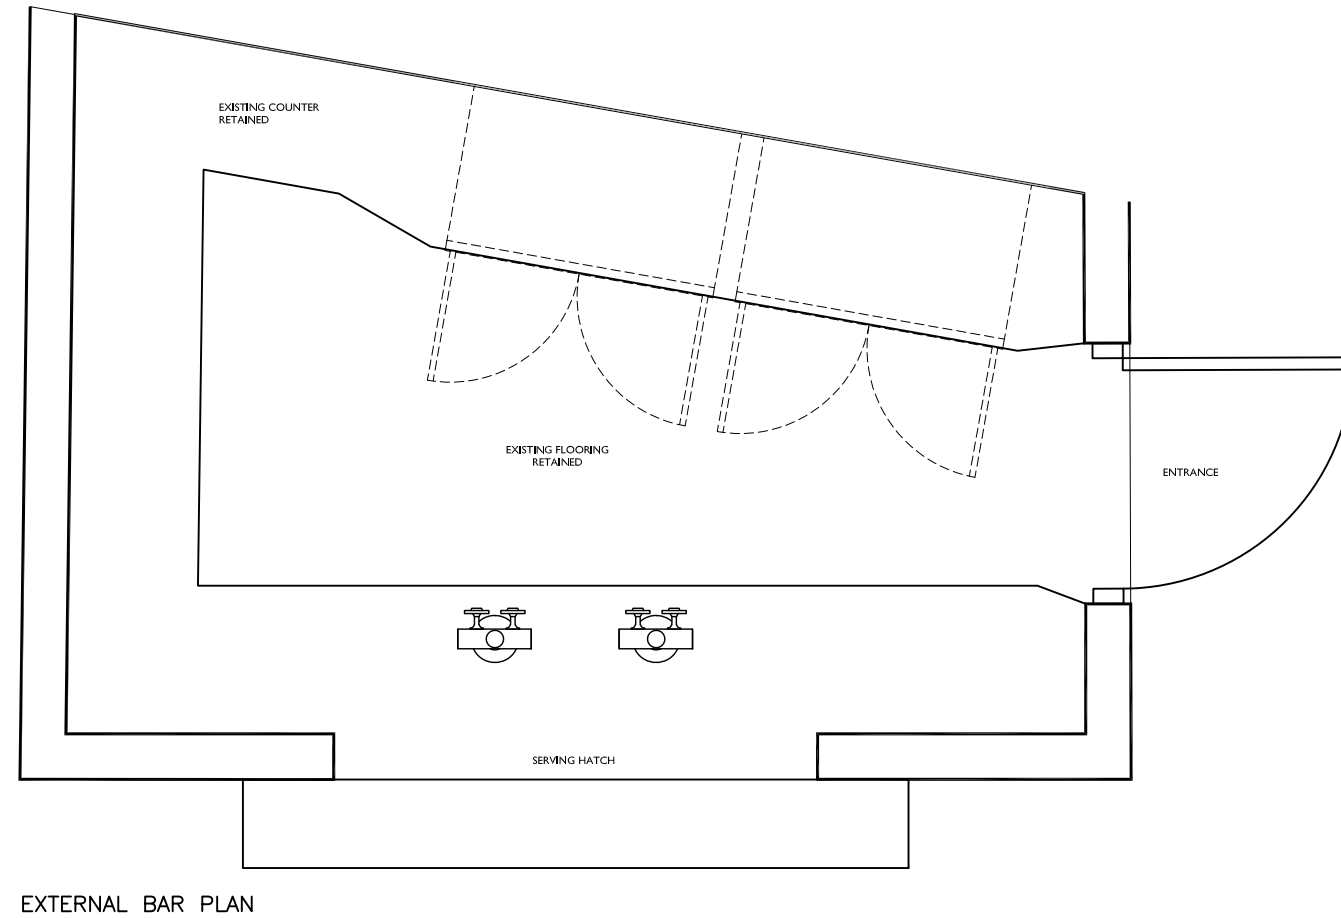 EXISTING COUNTER
RETAINED
EXISTING FLOORING
RETAINED
ENTRANCE
SERVING HATCH
EXTERNAL BAR PLAN